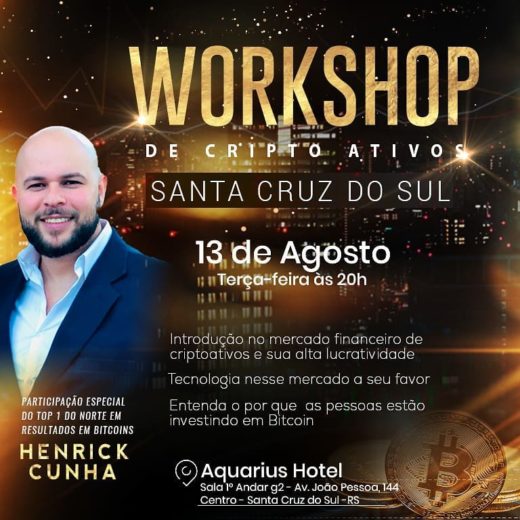 WORKSHOP
DE CRIPTO ATIVOS
SANTA CRUZ DO SUL
13 de Agosto
Terça-feira às 20h
Introdução no mercado financeiro de
criptoativos e sua alta lucratividade
Tecnologia nesse mercado a seu favor
Entenda o por que as pessoas estão
investindo em Bitcoin
PARTICIPAÇÃO ESPECIAL
DO TOP 1 DO NORTE EM
RESULTADOS EM BITCOINS
HENRICK
CUNHA
Aquarius Hotel
Sala 1º Andar g2 - Av. João Pessoa, 144
Centro - Santa Cruz do Sul -RS